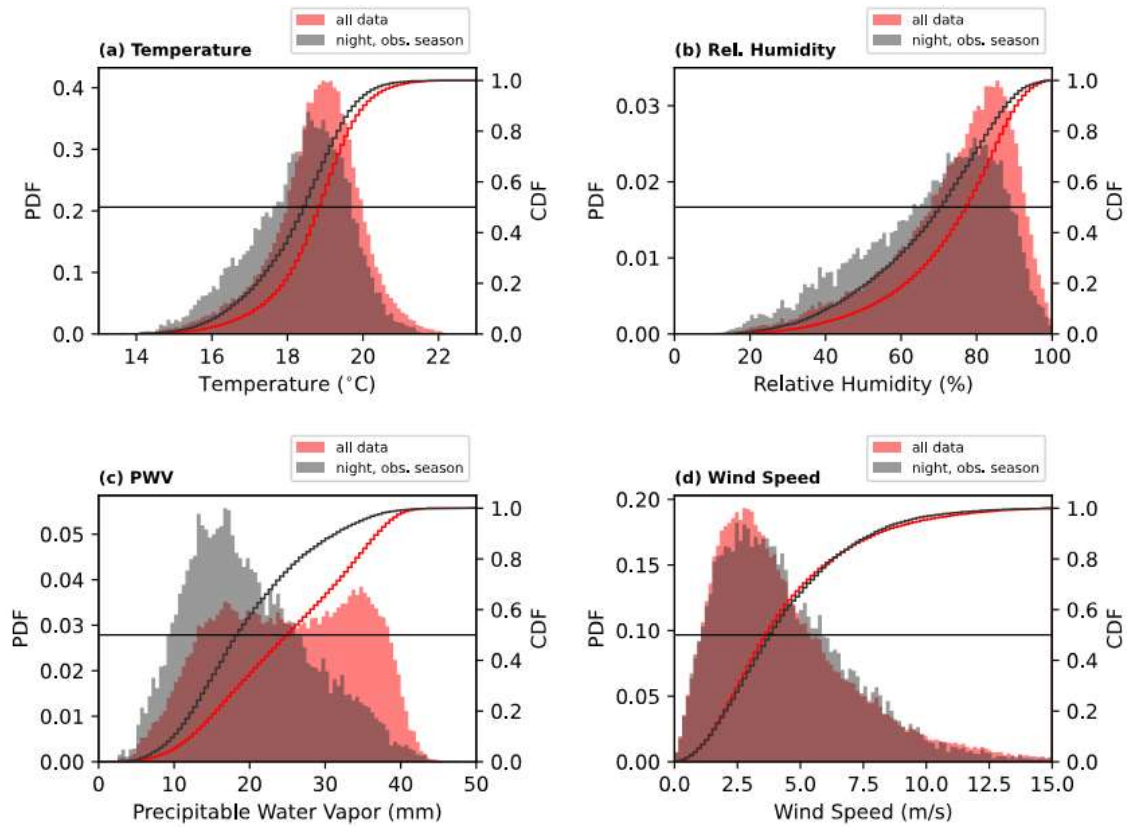 all data
night, obs. season
(a) Temperature
0.4
0.3
0.2
0.1
0.0
PDF
1.0
0.8
0.6
0.4
0.2
0.0
CDF
14 16 18 20 22
Temperature (°C)
all data
night, obs. season
(b) Rel. Humidity
0.03
0.02
0.01
0.00
PDF
1.0
0.8
0.6
0.4
0.2
0.0
CDF
0 20 40 60 80 100
Relative Humidity (%)
all data
night, obs. season
(c) PWV
0.05
0.04
0.03
0.02
0.01
0.00
PDF
1.0
0.8
0.6
0.4
0.2
0.0
CDF
0 10 20 30 40 50
Precipitable Water Vapor (mm)
all data
night, obs. season
(d) Wind Speed
0.20
0.15
0.10
0.05
0.00
PDF
1.0
0.8
0.6
0.4
0.2
0.0
CDF
0.0 2.5 5.0 7.5 10.0 12.5 15.0
Wind Speed (m/s)